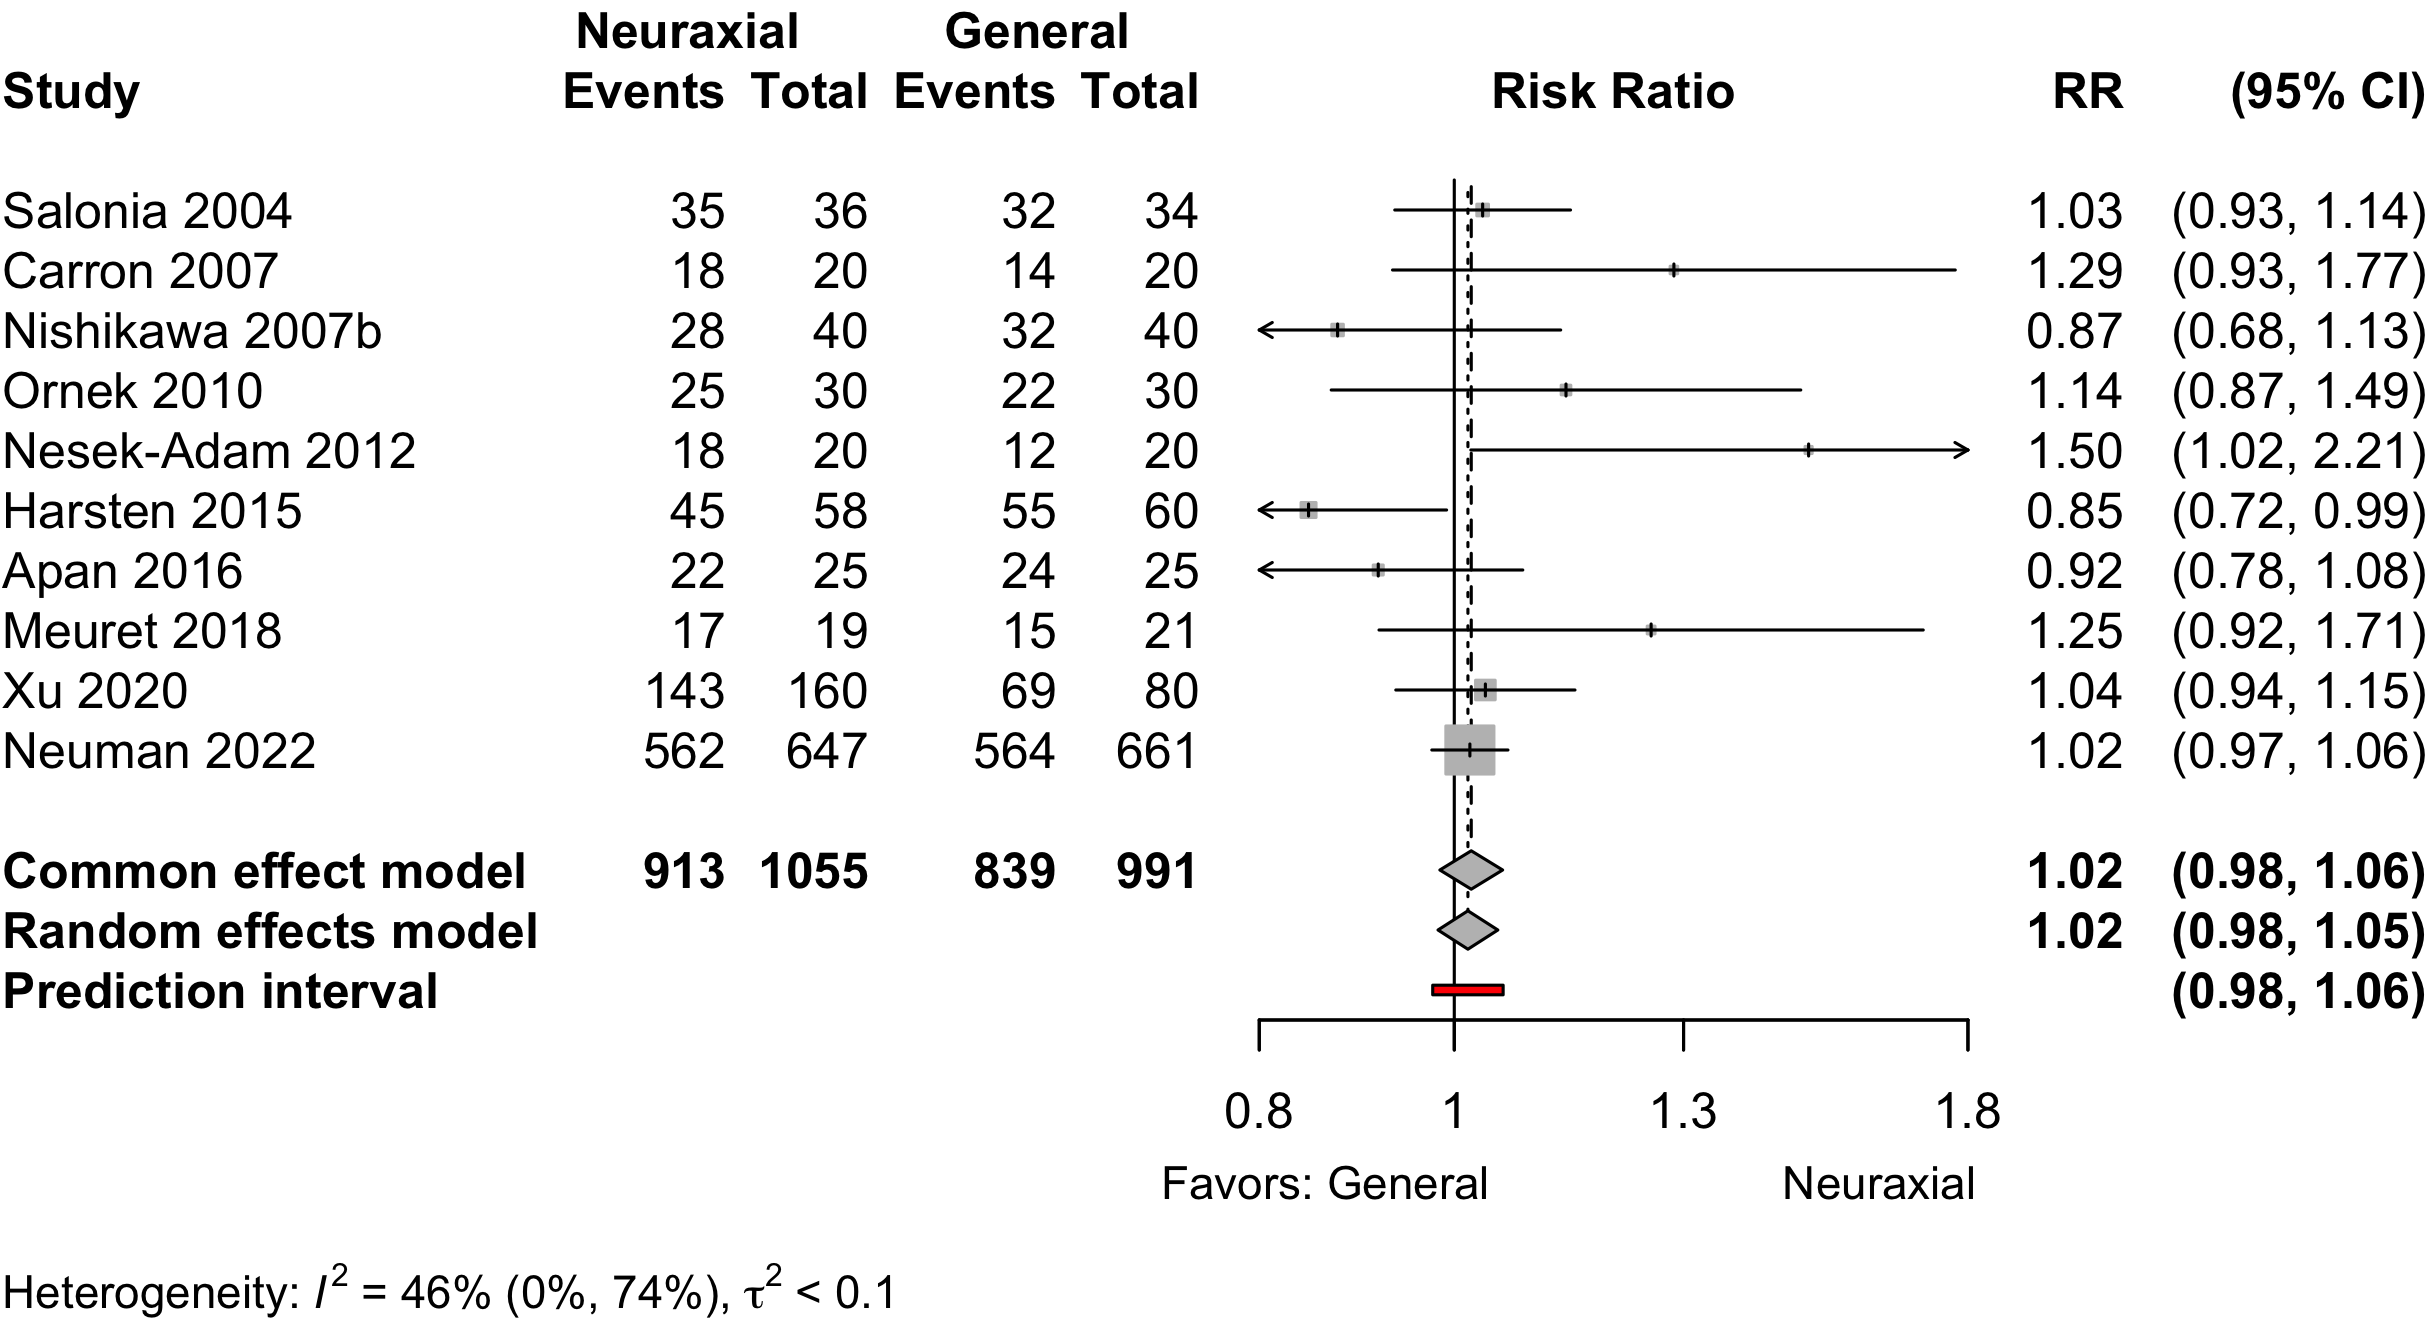 Neuraxial General
Study Events Total Events Total Risk Ratio RR (95% CI)
Salonia 2004 35 36 32 34 1.03 (0.93, 1.14)
Carron 2007 18 20 14 20 1.29 (0.93, 1.77)
Nishikawa 2007b 28 40 32 40 0.87 (0.68, 1.13)
Ornek 2010 25 30 22 30 1.14 (0.87, 1.49)
Nesek-Adam 2012 18 20 12 20 1.50 (1.02, 2.21)
Harsten 2015 45 58 55 60 0.85 (0.72, 0.99)
Apan 2016 22 25 24 25 0.92 (0.78, 1.08)
Meuret 2018 17 19 15 21 1.25 (0.92, 1.71)
Xu 2020 143 160 69 80 1.04 (0.94, 1.15)
Neuman 2022 562 647 564 661 1.02 (0.97, 1.06)
Common effect model 913 1055 839 991 1.02 (0.98, 1.06)
Random effects model 1.02 (0.98, 1.05)
Prediction interval (0.98, 1.06)
0.8 1 1.3 1.8
Favors: General Neuraxial
Heterogeneity: I² = 46% (0%, 74%), τ² < 0.1